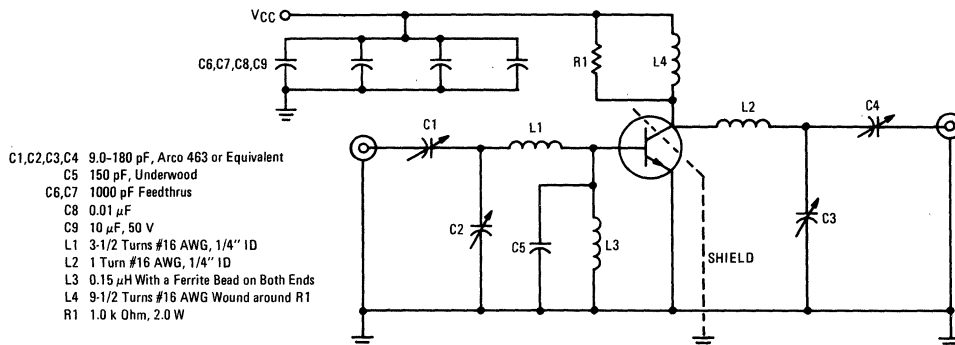 VCC
C6,C7,C8,C9
R1
L4
L2
C4
C1
L1
C1,C2,C3,C4 9.0-180 pF, Arco 463 or Equivalent
C5 150 pF, Underwood
C6,C7 1000 pF Feedthrus
C8 0.01 μF
C9 10 μF, 50 V
L1 3-1/2 Turns #16 AWG, 1/4" ID
L2 1 Turn #16 AWG, 1/4" ID
L3 0.15 μH With a Ferrite Bead on Both Ends
L4 9-1/2 Turns #16 AWG Wound around R1
R1 1.0 k Ohm, 2.0 W
C2
C5
L3
SHIELD
C3